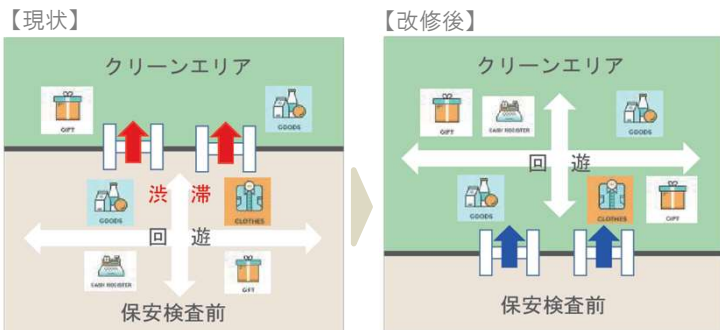 【現状】
クリーンエリア
GIFT
GOODS
渋 滞
GOODS
CLOTHES
回 遊
CASH REGISTER
GIFT
保安検査前
【改修後】
クリーンエリア
GIFT
CASH REGISTER
GOODS
回 遊
GOODS
CLOTHES
GIFT
保安検査前